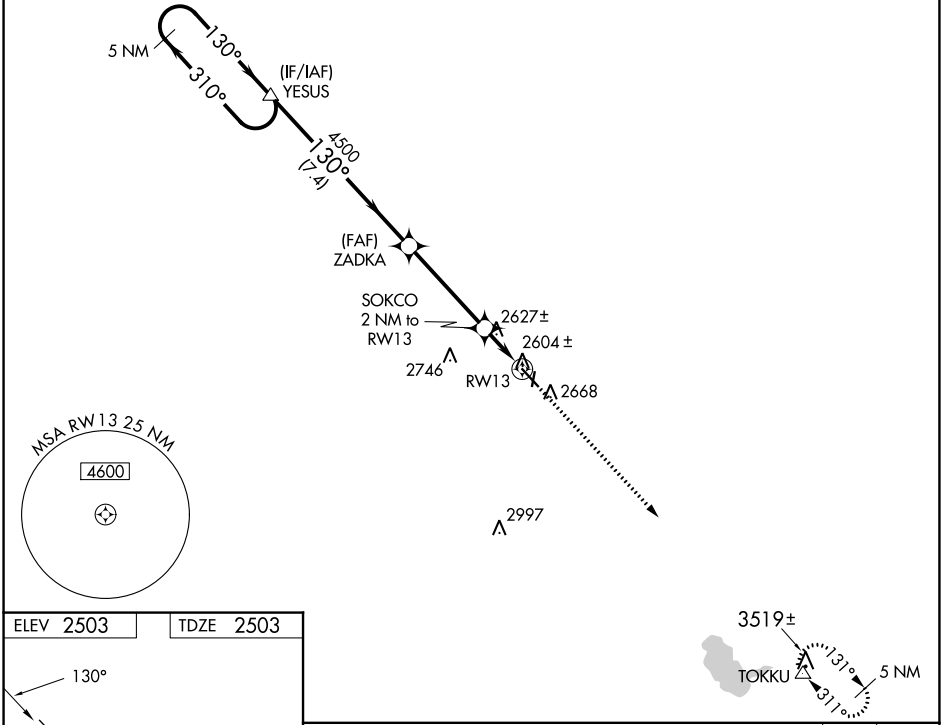 130°
5 NM
310°
(IF/IAF)
YESUS
4500
130°
(7.4)
(FAF)
ZADKA
SOKCO
2 NM to
RW13
2627±
2604 ±
2746
RW13
2668
MSA RW13 25 NM
4600
2997
ELEV 2503
TDZE 2503
130°
3519±
131°
5 NM
TOKKU
311°